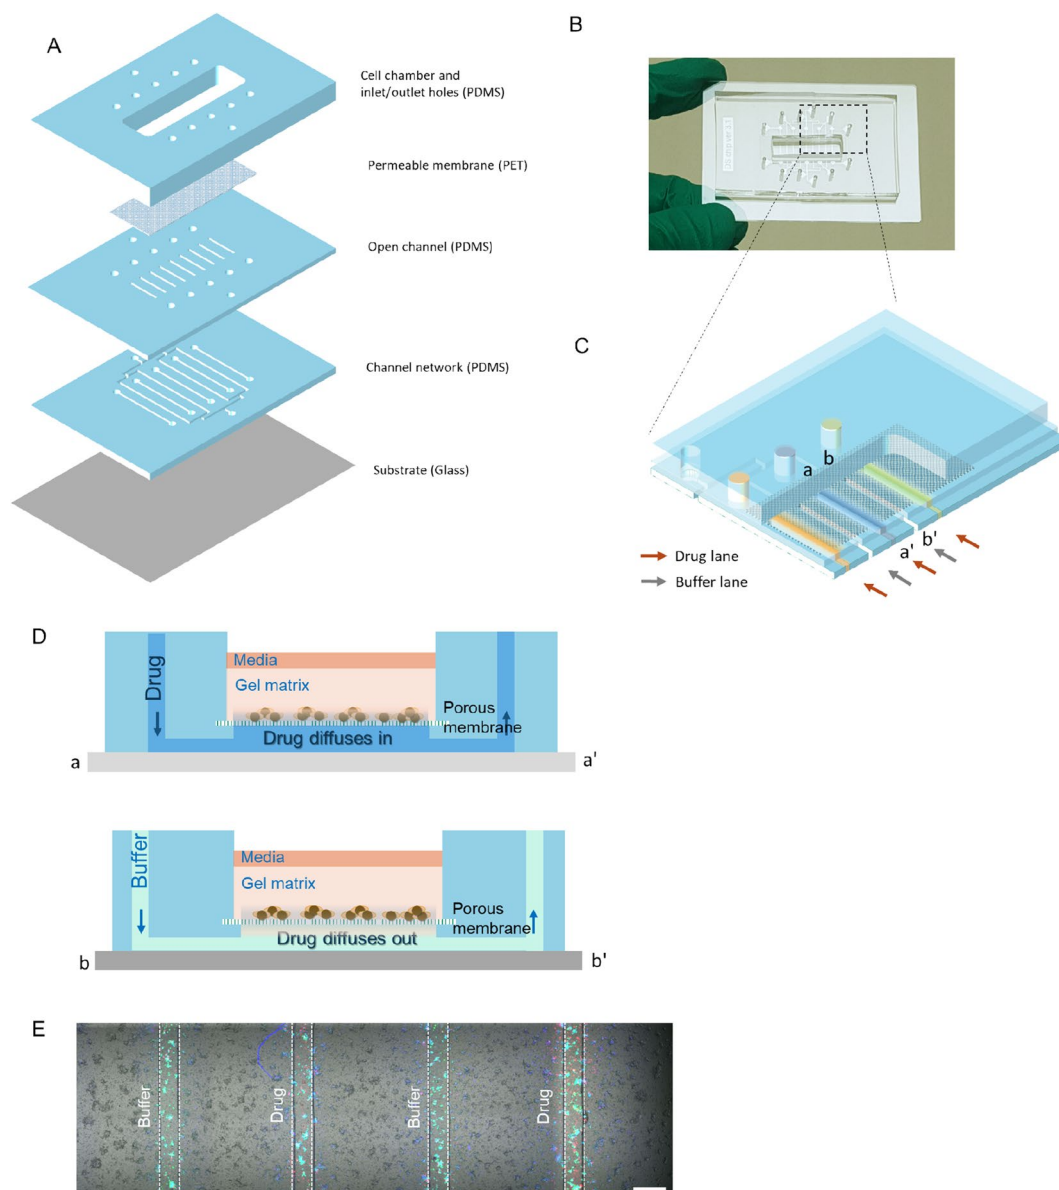 A
Cell chamber and
inlet/outlet holes (PDMS)
Permeable membrane (PET)
Open channel (PDMS)
Channel network (PDMS)
Substrate (Glass)
B
C
a
b
a'
b'
Drug lane
Buffer lane
D
Drug
Media
Gel matrix
Porous
membrane
Drug diffuses in
a
a'
Buffer
Media
Gel matrix
Porous
membrane
Drug diffuses out
b
b'
E
Buffer
Drug
Buffer
Drug